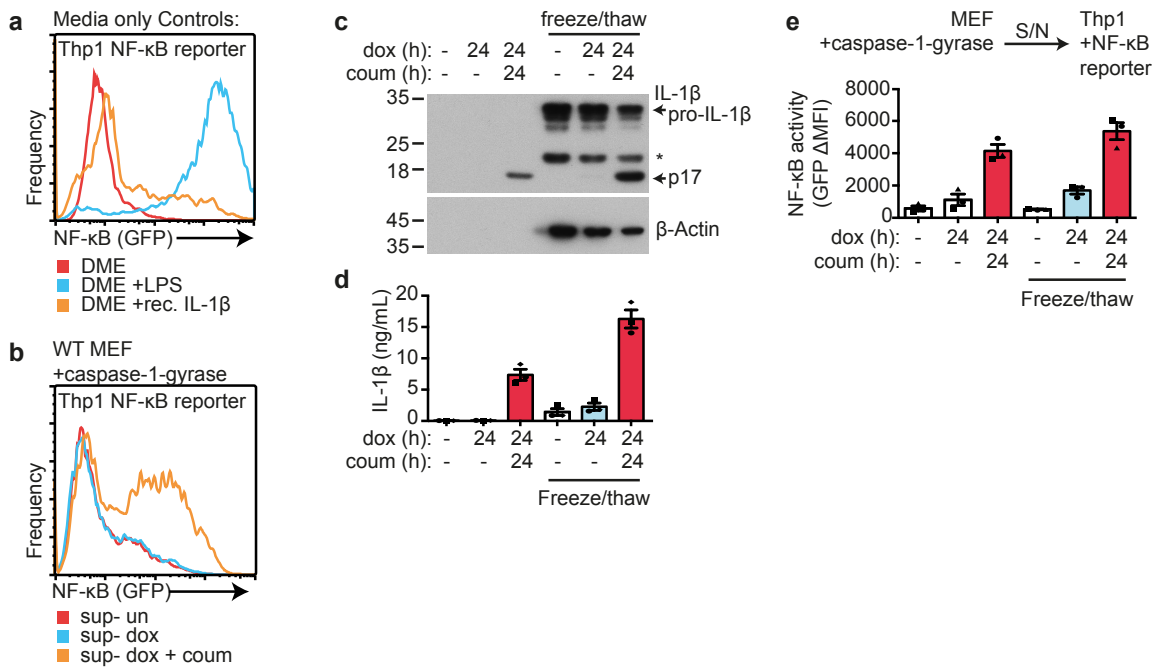 a
Media only Controls:
Thp1 NF-κB reporter
Frequency
NF-κB (GFP)
DME
DME +LPS
DME +rec. IL-1β
b
WT MEF
+caspase-1-gyrase
Thp1 NF-κB reporter
Frequency
NF-κB (GFP)
sup- un
sup- dox
sup- dox + coum
c
freeze/thaw
dox (h): - 24 24 - 24 24
coum (h): - - 24 - - 24
35
25
18
IL-1β
pro-IL-1β
*
p17
45
35
β-Actin
d
IL-1β (ng/mL)
20
15
10
5
0
dox (h): - 24 24 - 24 24
coum (h): - - 24 - - 24
Freeze/thaw
e
MEF
+caspase-1-gyrase
S/N
Thp1
+NF-κB
reporter
NF-κB activity
(GFP ΔMFI)
8000
6000
4000
2000
0
dox (h): - 24 24 - 24 24
coum (h): - - 24 - - 24
Freeze/thaw